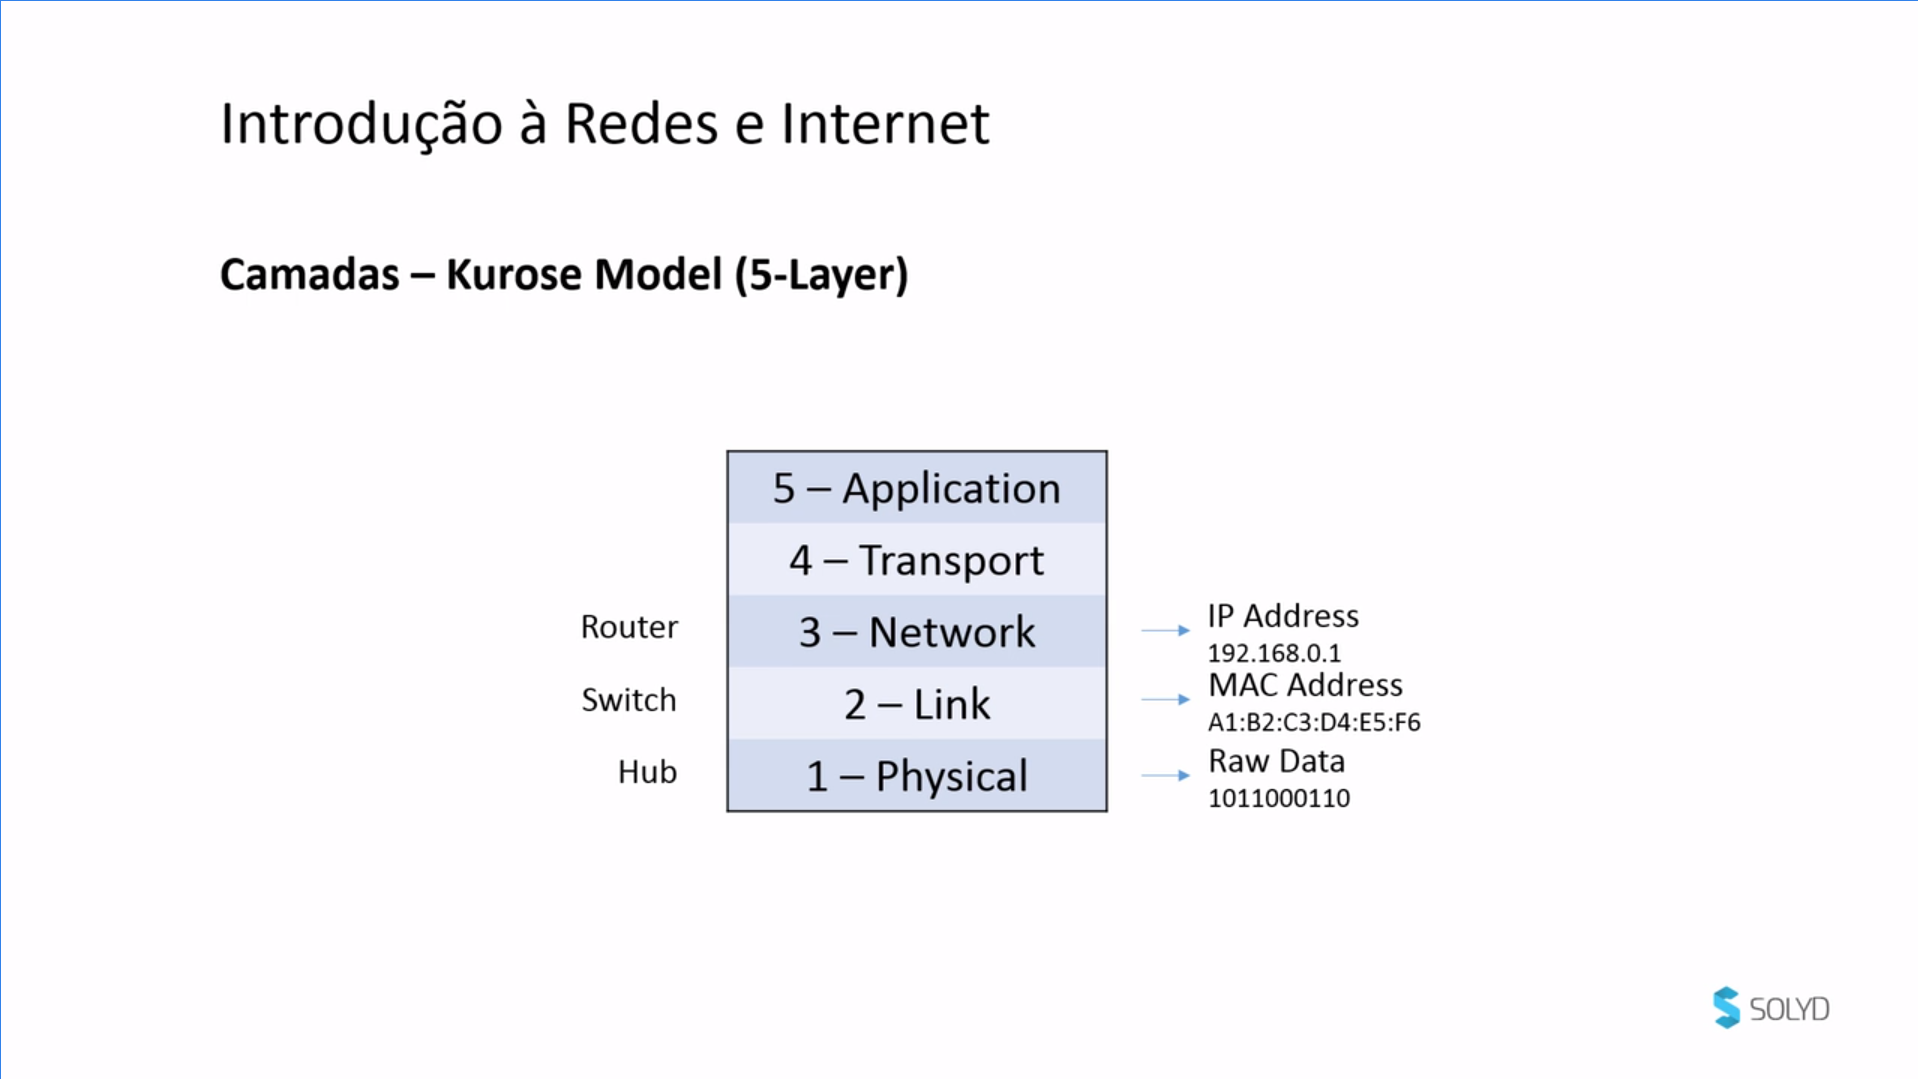 Introdução à Redes e Internet
Camadas – Kurose Model (5-Layer)
5 – Application
4 – Transport
Router
3 – Network
IP Address
192.168.0.1
Switch
2 – Link
MAC Address
A1:B2:C3:D4:E5:F6
Hub
1 – Physical
Raw Data
1011000110
SOLYD